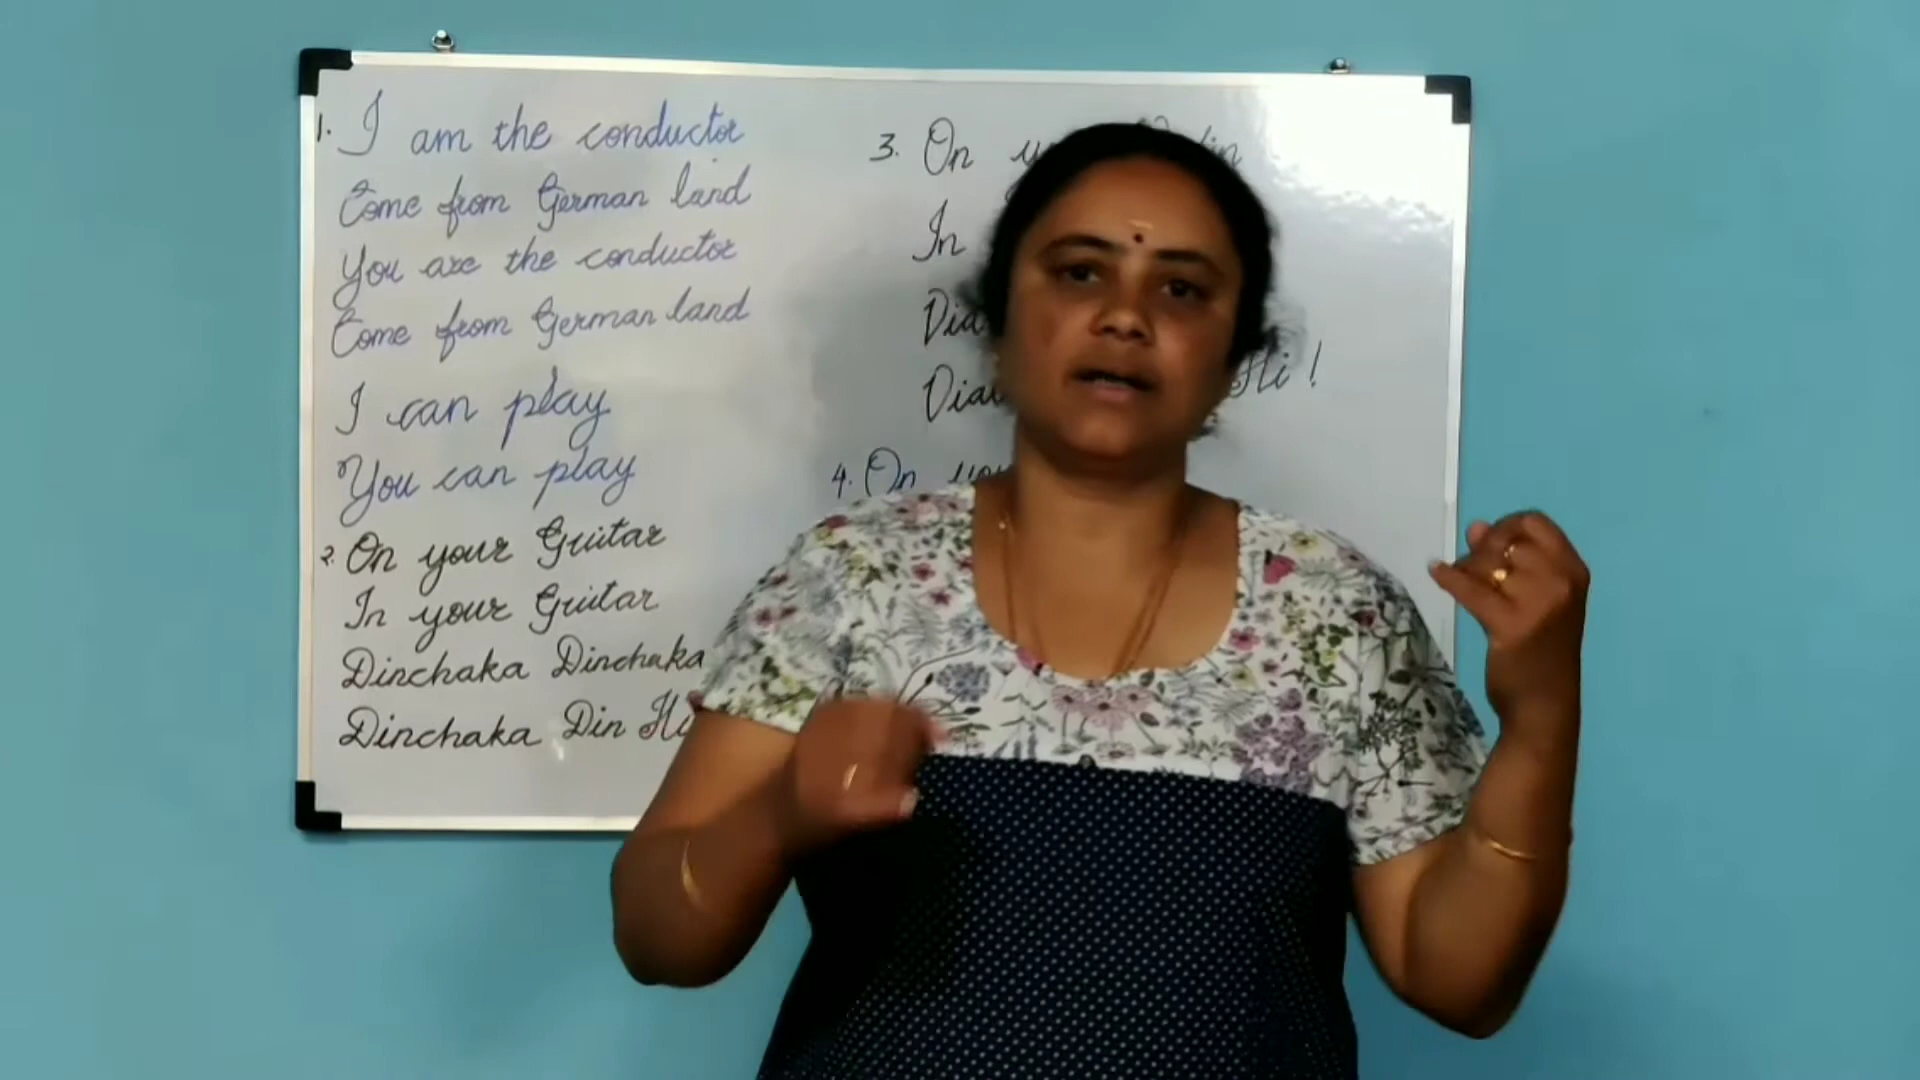 1. I am the conductor
Come from German land
You are the conductor
Come from German land
I can play
You can play
2. On your Guitar
In your Guitar
Dinchaka Dinchaka
Dinchaka Din Hi
3. On
In
Hi !
4. On you